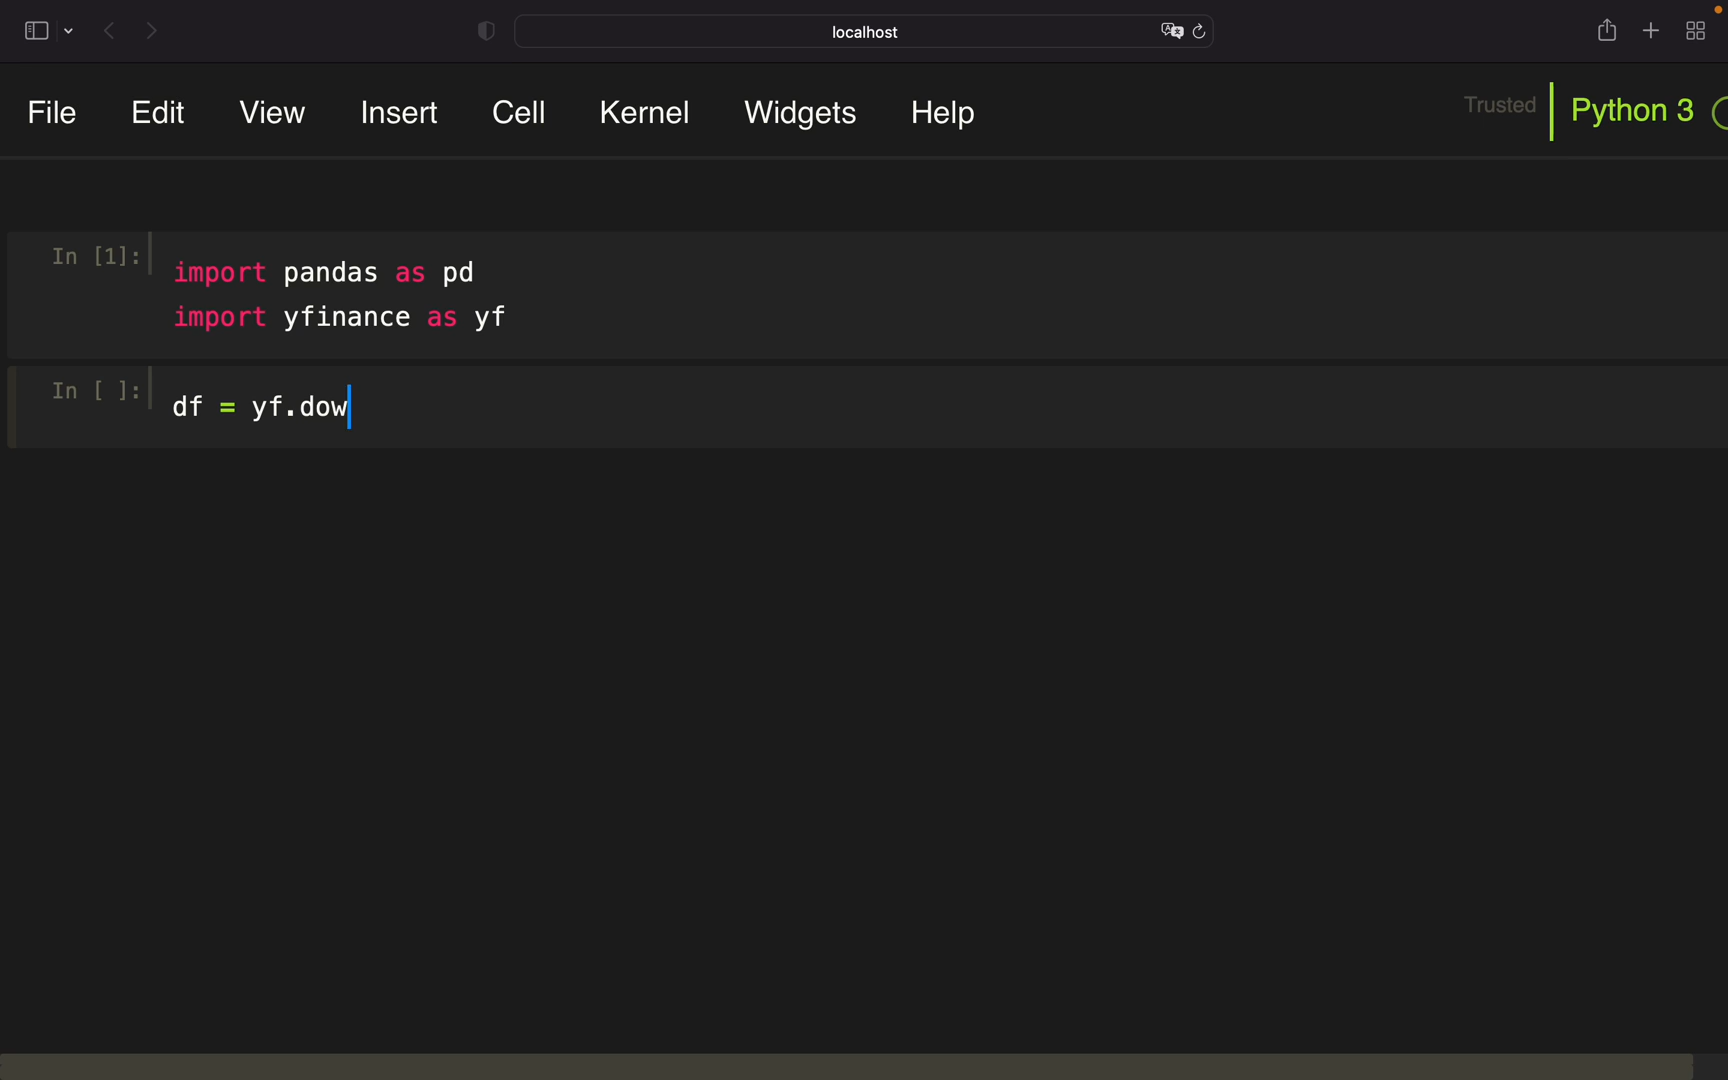 localhost
File Edit View Insert Cell Kernel Widgets Help Trusted Python 3
In [1]:
import pandas as pd
import yfinance as yf
In [ ]:
df = yf.dow